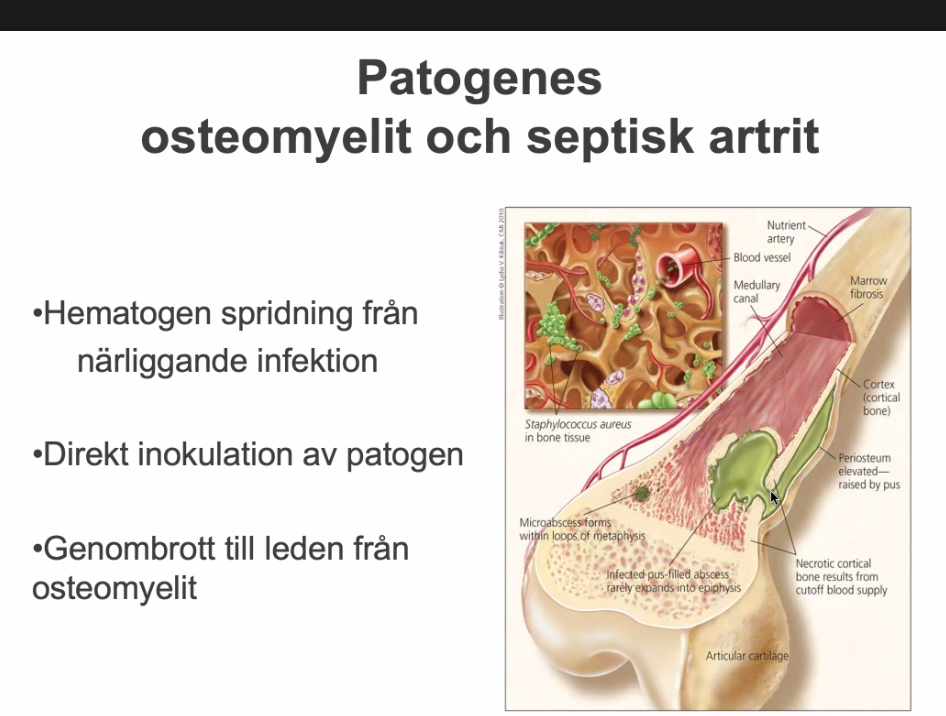 Patogenes
osteomyelit och septisk artrit
•Hematogen spridning från
närliggande infektion
•Direkt inokulation av patogen
•Genombrott till leden från
osteomyelit
Illustration © Lydia V. Kibiuk, CMI 2010
Nutrient
artery
Blood vessel
Medullary
canal
Marrow
fibrosis
Cortex
(cortical
bone)
Staphylococcus aureus
in bone tissue
Periosteum
elevated—
raised by pus
Microabscess forms
within loops of metaphysis
Infected pus-filled abscess
rarely expands into epiphysis
Necrotic cortical
bone results from
cutoff blood supply
Articular cartilage